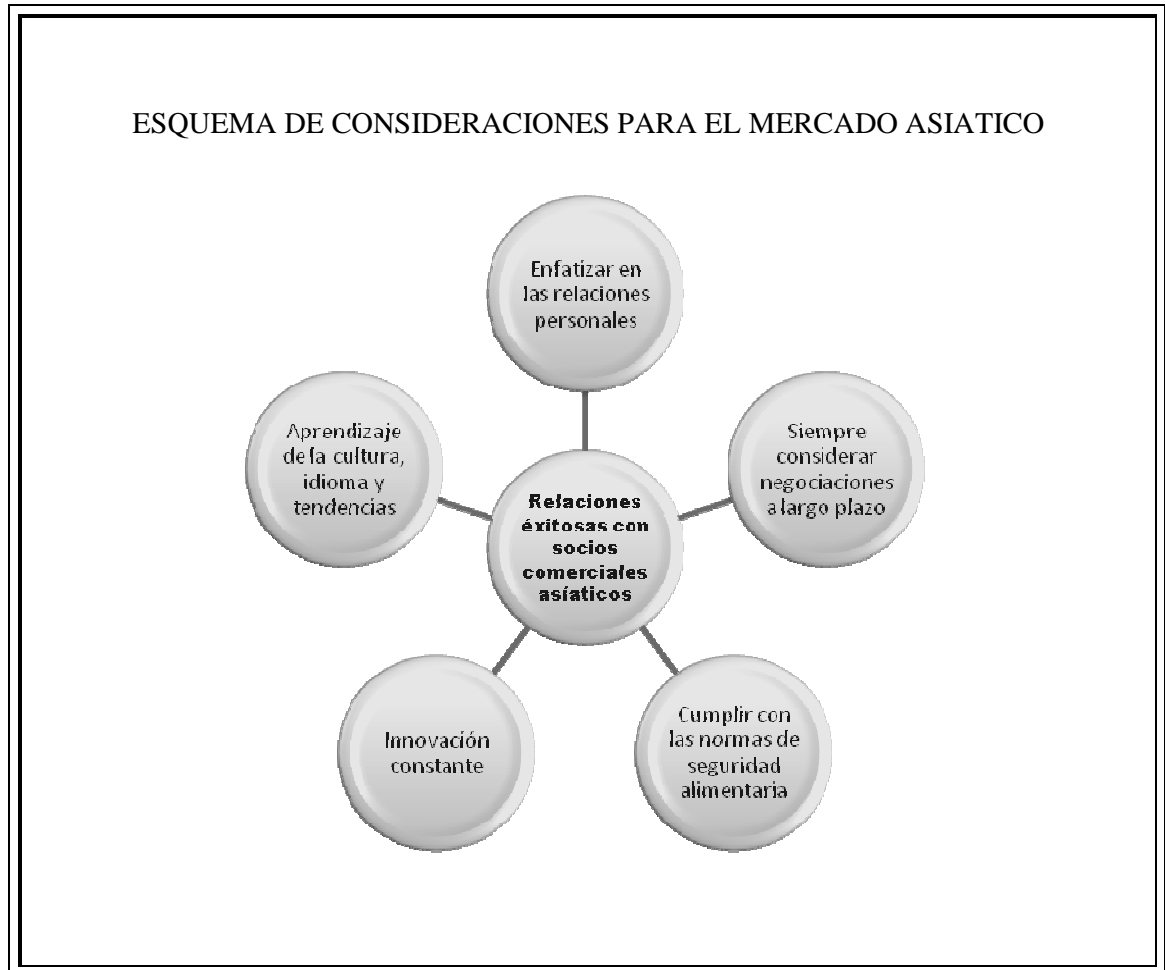 ESQUEMA DE CONSIDERACIONES PARA EL MERCADO ASIATICO
Enfatizar en
las relaciones
personales
Siempre
considerar
negociaciones
a largo plazo
Cumplir con
las normas de
seguridad
alimentaria
Innovación
constante
Aprendizaje
de la cultura,
idioma y
tendencias
Relaciones
éxitosas con
socios
comerciales
asíaticos